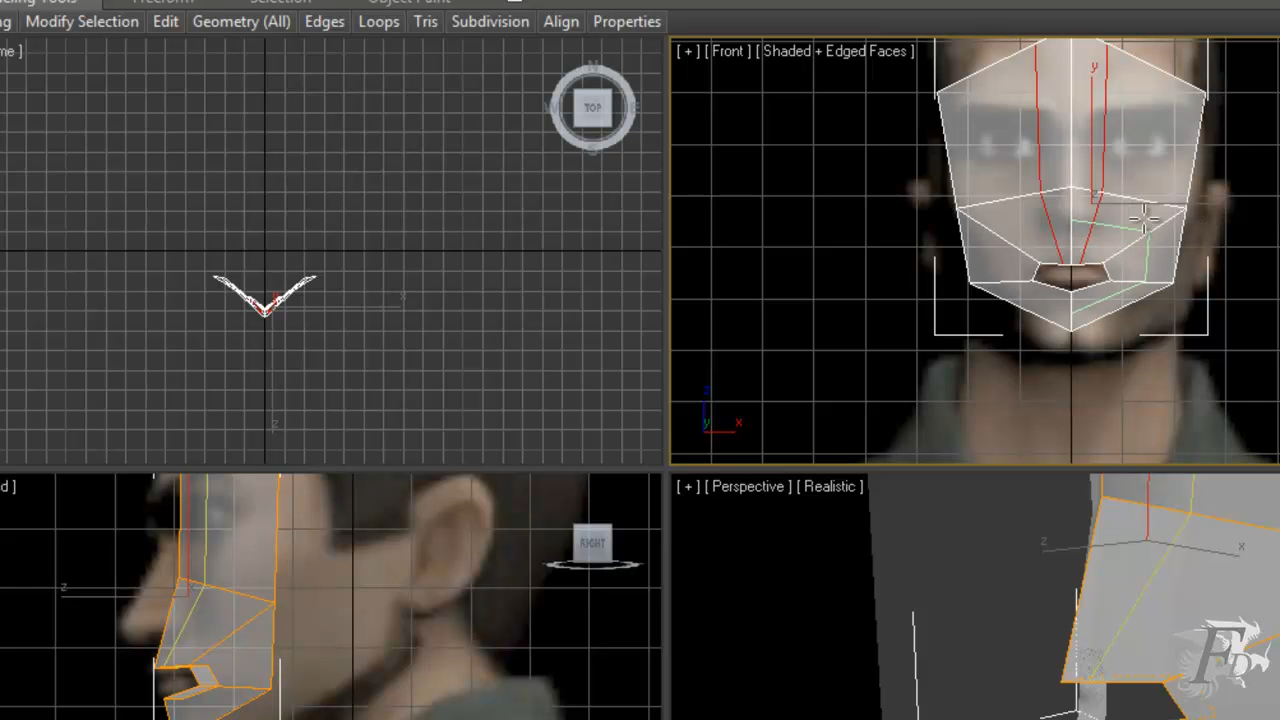 Modify Selection Edit Geometry (All) Edges Loops Tris Subdivision Align Properties
[ + ] [ Front ] [ Shaded + Edged Faces ]
TOP
y
x
z
z
y x
[ + ] [ Perspective ] [ Realistic ]
RIGHT
z
z x